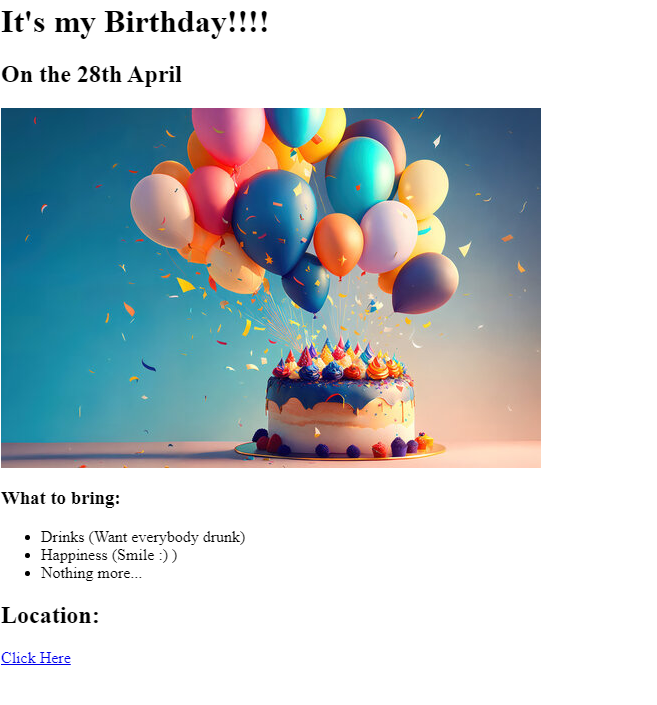 It's my Birthday!!!!
On the 28th April
What to bring:
Drinks (Want everybody drunk)
Happiness (Smile :) )
Nothing more...
Location:
Click Here